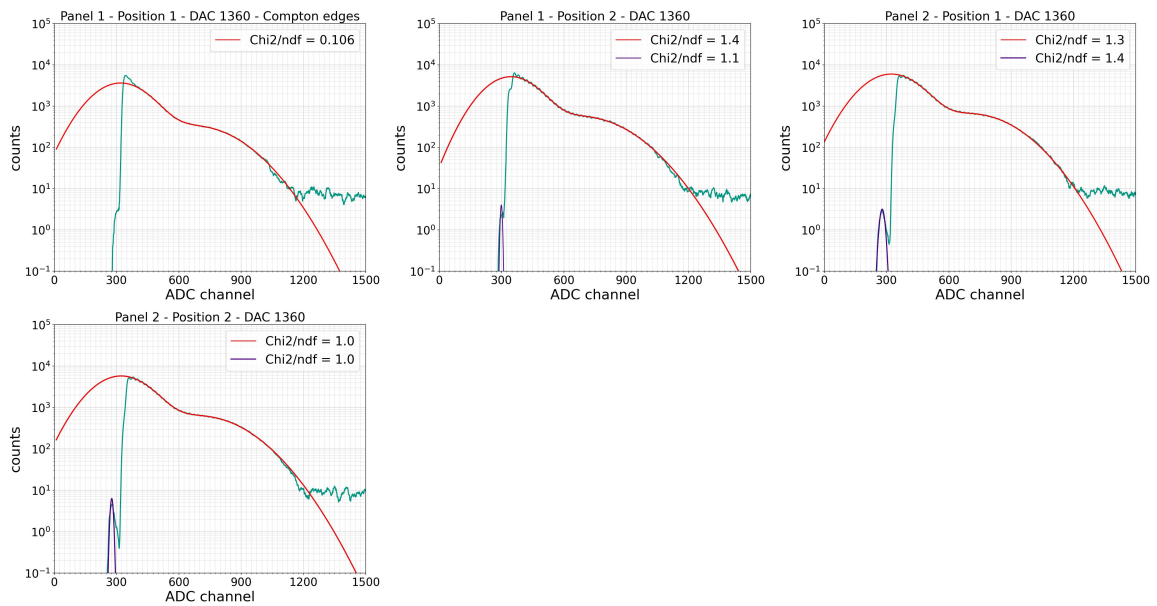 Panel 1 - Position 1 - DAC 1360 - Compton edges
Chi2/ndf = 0.106
10^5
10^4
10^3
10^2
10^1
10^0
10^−1
counts
0 300 600 900 1200 1500
ADC channel
Panel 1 - Position 2 - DAC 1360
Chi2/ndf = 1.4
Chi2/ndf = 1.1
10^5
10^4
10^3
10^2
10^1
10^0
10^−1
counts
0 300 600 900 1200 1500
ADC channel
Panel 2 - Position 1 - DAC 1360
Chi2/ndf = 1.3
Chi2/ndf = 1.4
10^5
10^4
10^3
10^2
10^1
10^0
10^−1
counts
0 300 600 900 1200 1500
ADC channel
Panel 2 - Position 2 - DAC 1360
Chi2/ndf = 1.0
Chi2/ndf = 1.0
10^5
10^4
10^3
10^2
10^1
10^0
10^−1
counts
0 300 600 900 1200 1500
ADC channel